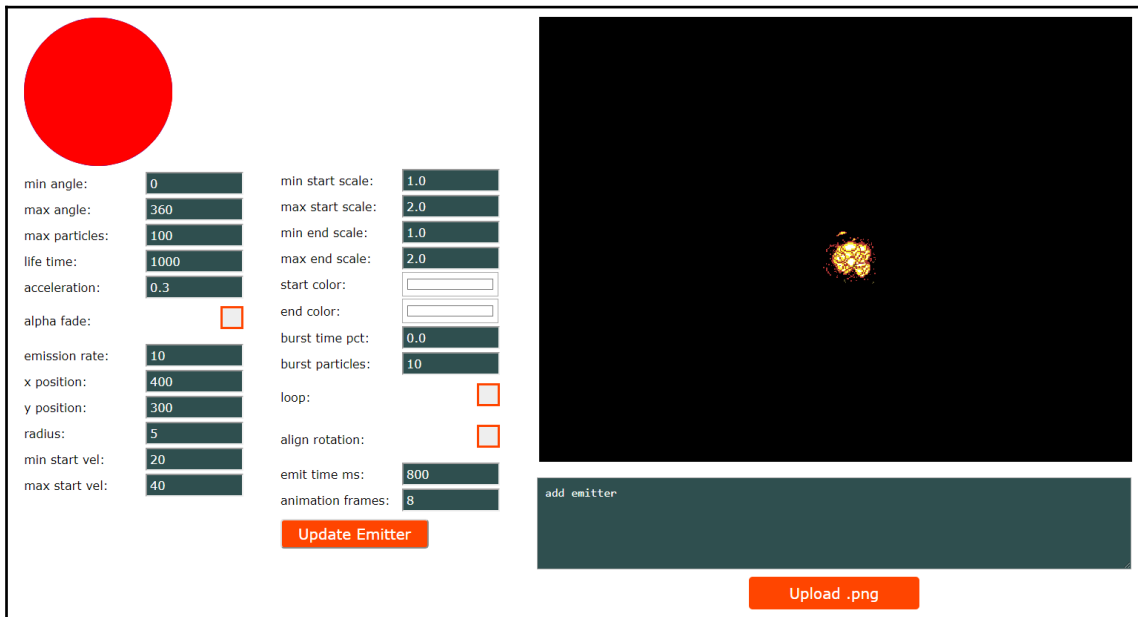 min angle: 0
max angle: 360
max particles: 100
life time: 1000
acceleration: 0.3
alpha fade:
emission rate: 10
x position: 400
y position: 300
radius: 5
min start vel: 20
max start vel: 40
min start scale: 1.0
max start scale: 2.0
min end scale: 1.0
max end scale: 2.0
start color:
end color:
burst time pct: 0.0
burst particles: 10
loop:
align rotation:
emit time ms: 800
animation frames: 8
Update Emitter
add emitter
Upload .png